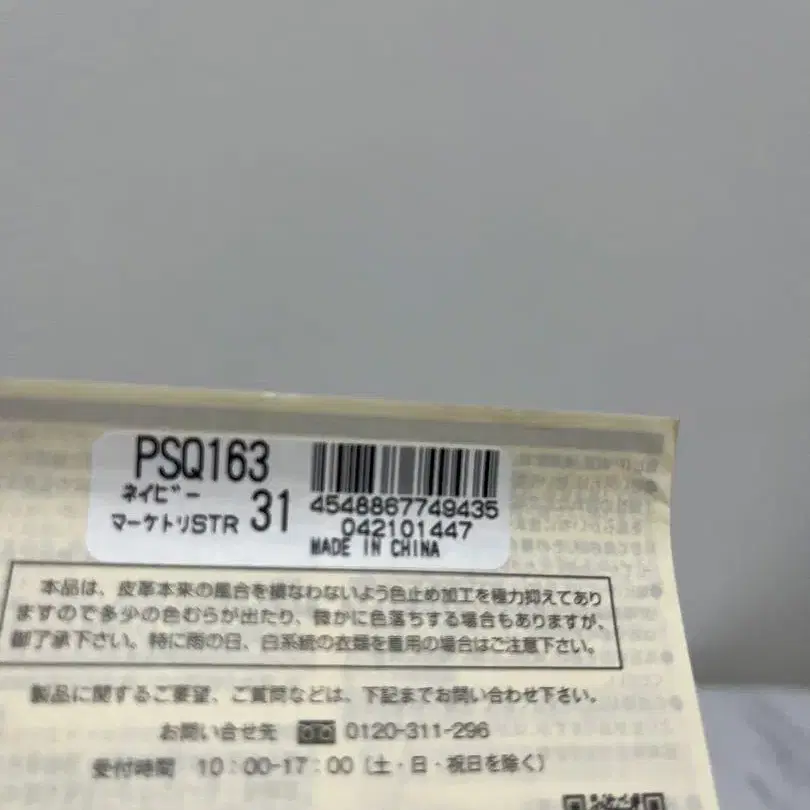 PSQ163
ネイビー
マーケトリSTR 31
4548867749435
042101447
MADE IN CHINA
本品は、皮革本来の風合を損なわないよう色止め加工を極力抑えてあり
ますので多少の色むらが出たり、微かに色落ちする場合もありますが、
御了承下さい。特に雨の日、白系統の衣類を着用の場合はご注意下さい。
製品に関するご要望、ご質問などは、下記までお問い合わせ下さい。
お問い合せ先 0120-311-296
受付時間 10:00-17:00（土・日・祝日を除く）